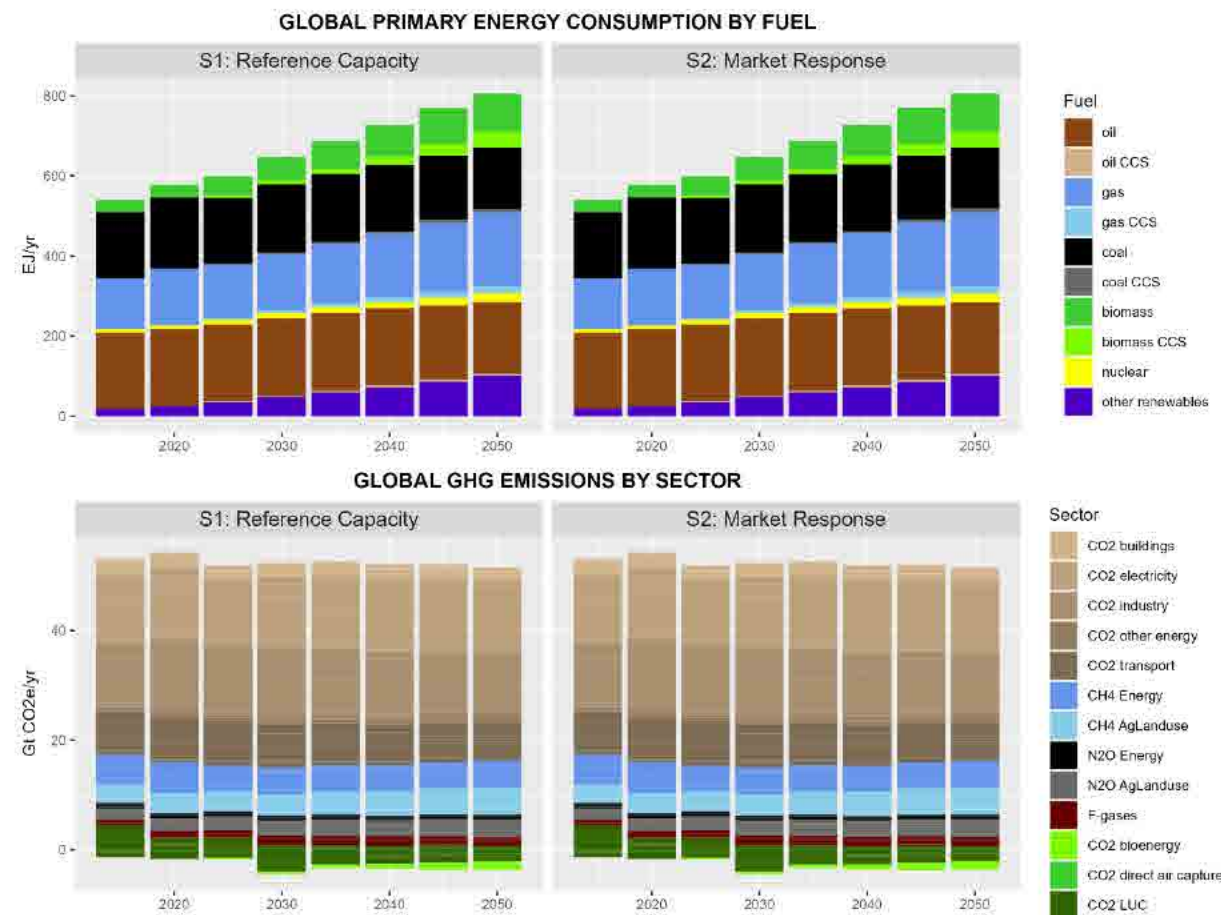 GLOBAL PRIMARY ENERGY CONSUMPTION BY FUEL
S1: Reference Capacity
S2: Market Response
800
600
400
200
0
EJ/yr
2020
2030
2040
2050
2020
2030
2040
2050
Fuel
oil
oil CCS
gas
gas CCS
coal
coal CCS
biomass
biomass CCS
nuclear
other renewables
GLOBAL GHG EMISSIONS BY SECTOR
S1: Reference Capacity
S2: Market Response
40
20
0
Gt CO2e/yr
2020
2030
2040
2050
2020
2030
2040
2050
Sector
CO2 buildings
CO2 electricity
CO2 industry
CO2 other energy
CO2 transport
CH4 Energy
CH4 AgLanduse
N2O Energy
N2O AgLanduse
F-gases
CO2 bioenergy
CO2 direct air capture
CO2 LUC